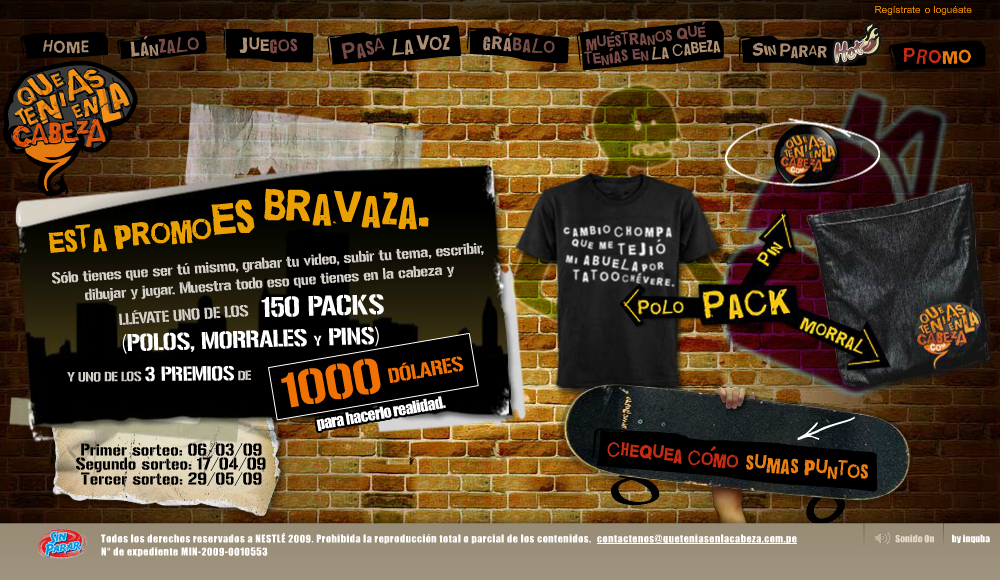 Regístrate o loguéate
HOME
LÁNZALO
JUEGOS
PASA LA VOZ
GRÁBALO
MUÉSTRANOS QUÉ
TENÍAS EN LA CABEZA
SIN PARAR HOY
PROMO
QUE TENIAS EN LA CABEZA
ESTA PROMO ES BRAVAZA.
Sólo tienes que ser tú mismo, grabar tu video, subir tu tema, escribir,
dibujar y jugar. Muestra todo eso que tienes en la cabeza y
LLÉVATE UNO DE LOS 150 PACKS
(POLOS, MORRALES Y PINS)
Y UNO DE LOS 3 PREMIOS DE 1000 DÓLARES
para hacerlo realidad.
Primer sorteo: 06/03/09
Segundo sorteo: 17/04/09
Tercer sorteo: 29/05/09
CAMBIO CHOMPA
QUE ME TEJIÓ
MI ABUELA POR
TATOO CHÉVERE.
QUE TENIAS EN LA CABEZA .COM
PIN
POLO PACK
MORRAL
QUE TENIAS EN LA CABEZA .COM
CHEQUEA CÓMO SUMAS PUNTOS
SIN PARAR
Todos los derechos reservados a NESTLÉ 2009. Prohibida la reproducción total o parcial de los contenidos. contactenos@queteniasenlacabeza.com.pe
N° de expediente MIN-2009-0010553
Sonido On
by inquba